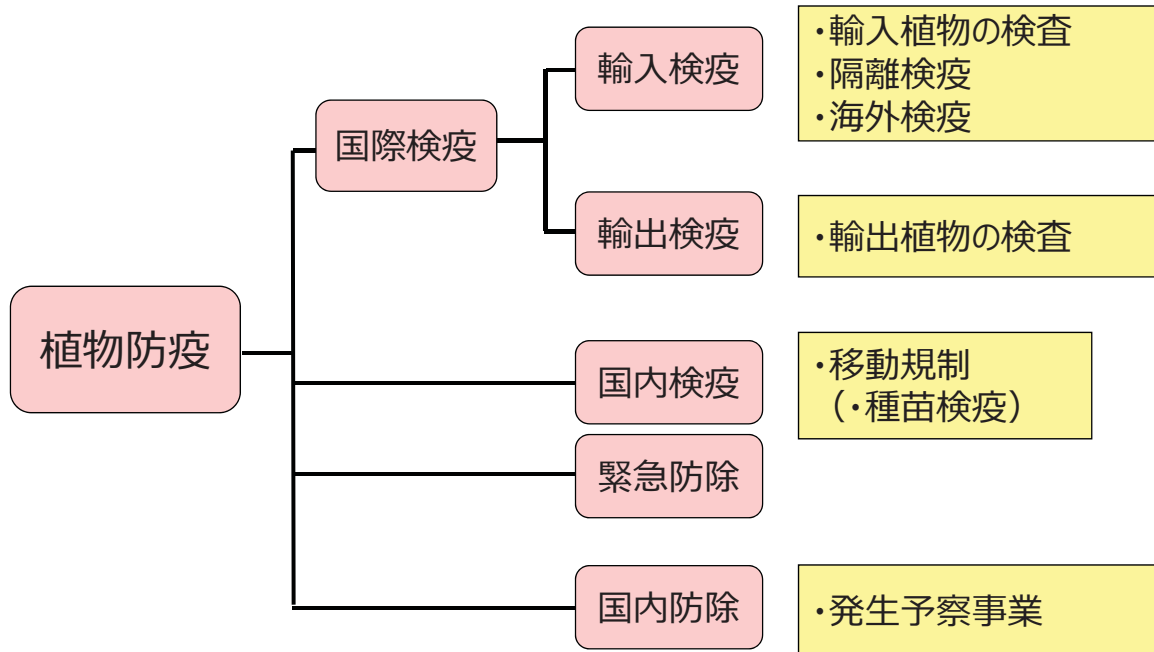 輸入検疫
・輸入植物の検査
・隔離検疫
・海外検疫
国際検疫
輸出検疫
・輸出植物の検査
植物防疫
国内検疫
・移動規制
（・種苗検疫）
緊急防除
国内防除
・発生予察事業